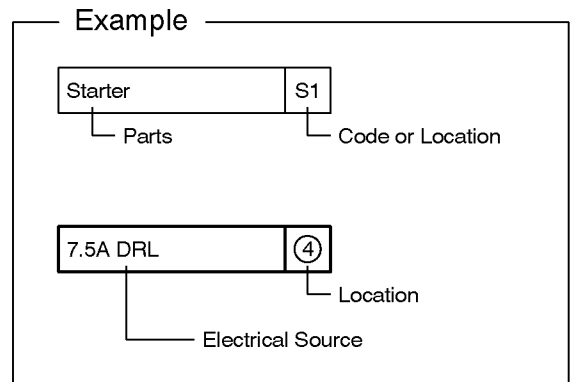 Example
Starter S1
Parts Code or Location
7.5A DRL ④
Location
Electrical Source